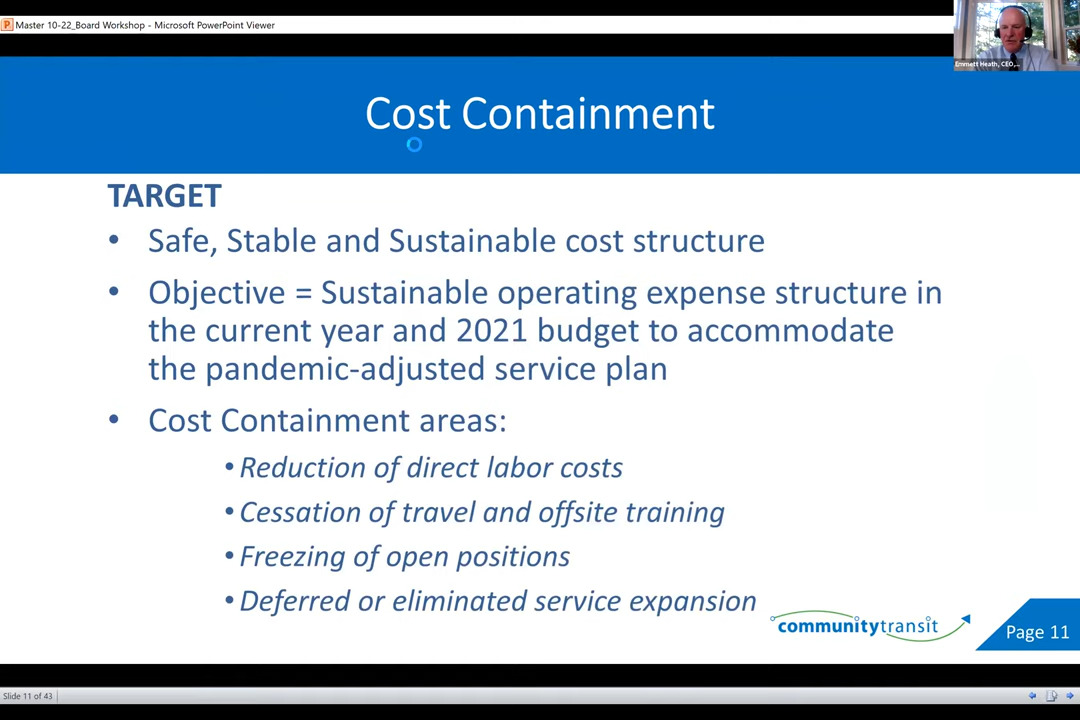 Master 10-22_Board Workshop - Microsoft PowerPoint Viewer
Emmett Heath, CEO,...
Cost Containment
TARGET
• Safe, Stable and Sustainable cost structure
• Objective = Sustainable operating expense structure in
the current year and 2021 budget to accommodate
the pandemic-adjusted service plan
• Cost Containment areas:
• Reduction of direct labor costs
• Cessation of travel and offsite training
• Freezing of open positions
• Deferred or eliminated service expansion
communitytransit
Page 11
Slide 11 of 43